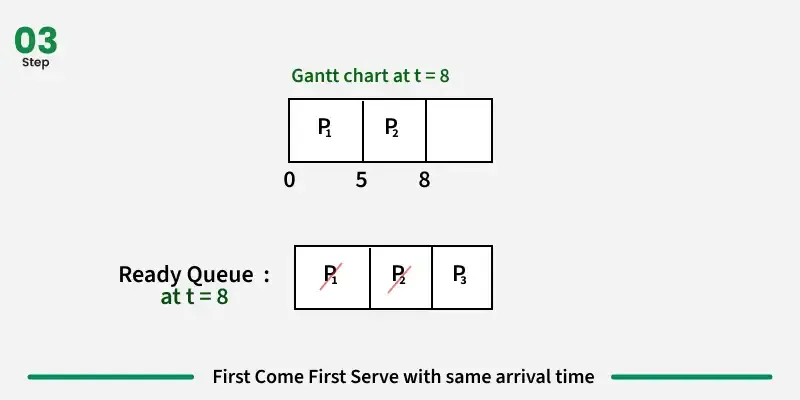 03
Step
Gantt chart at t = 8
P1 P2
0 5 8
Ready Queue : P1 P2 P3
at t = 8
First Come First Serve with same arrival time